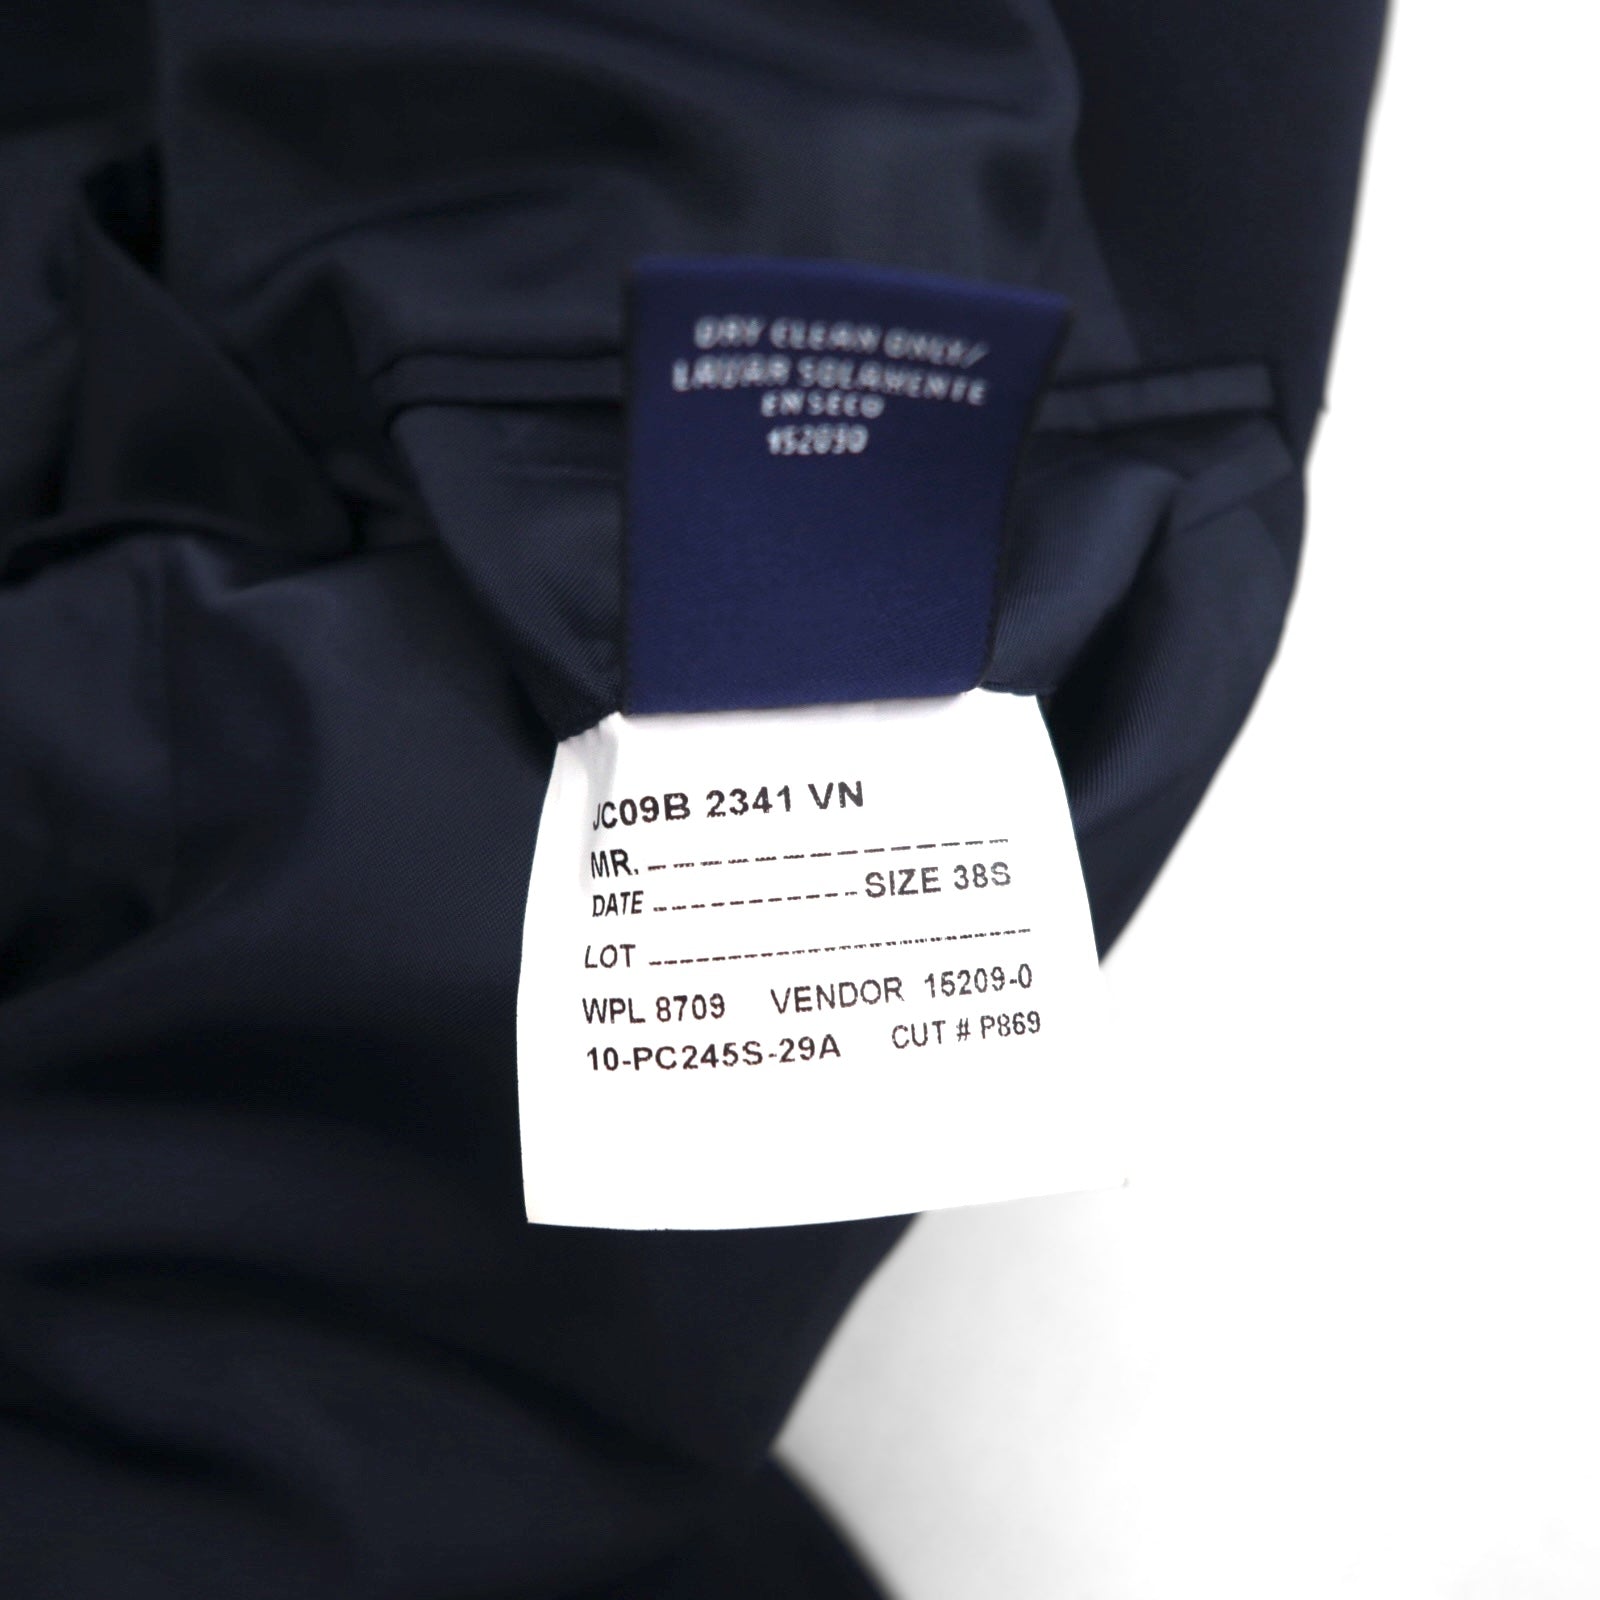 DRY CLEAN ONLY/
LAVAR SOLAMENTE
EN SECO
152090
JC09B 2341 VN
MR.
DATE SIZE 38S
LOT
WPL 8709 VENDOR 15209-0
10-PC245S-29A CUT # P869